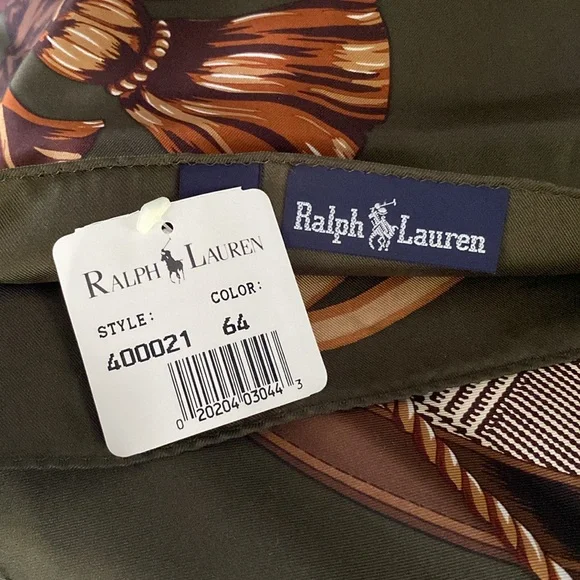 Ralph Lauren
RALPH LAUREN
STYLE: COLOR:
400021 64
0 20204 03044 3